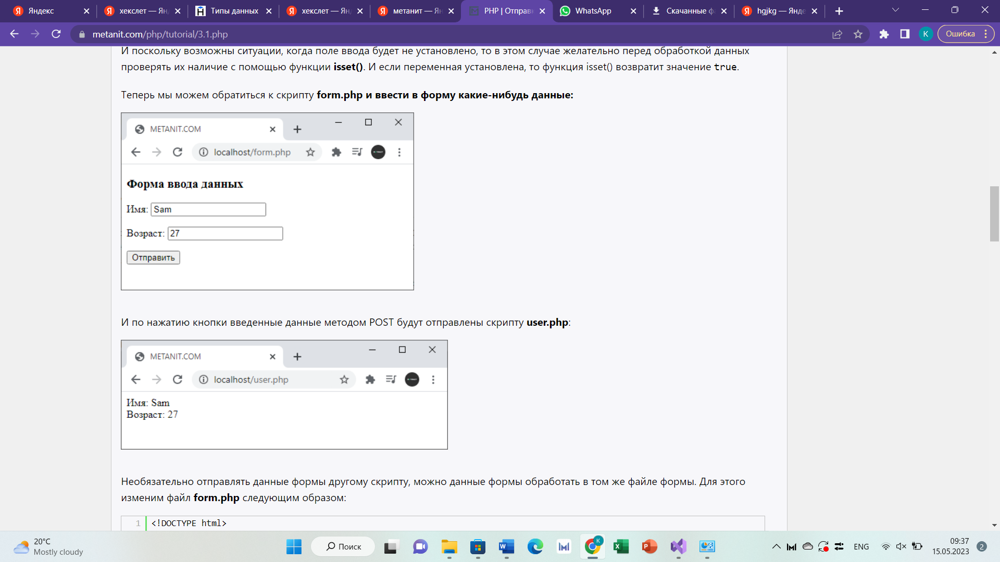 Яндекс
хекслет — Ян
Типы данных
хекслет — Ян
метанит — Ян
PHP | Отправ
WhatsApp
Скачанные ф
hgjkg — Янде
metanit.com/php/tutorial/3.1.php
К
Ошибка
И поскольку возможны ситуации, когда поле ввода будет не установлено, то в этом случае желательно перед обработкой данных
проверять их наличие с помощью функции isset(). И если переменная установлена, то функция isset() возвратит значение true.
Теперь мы можем обратиться к скрипту form.php и ввести в форму какие-нибудь данные:
METANIT.COM
localhost/form.php
Форма ввода данных
Имя: Sam
Возраст: 27
Отправить
И по нажатию кнопки введенные данные методом POST будут отправлены скрипту user.php:
METANIT.COM
localhost/user.php
Имя: Sam
Возраст: 27
Необязательно отправлять данные формы другому скрипту, можно данные формы обработать в том же файле формы. Для этого
изменим файл form.php следующим образом:
1 <!DOCTYPE html>
20°C
Mostly cloudy
Поиск
ENG
09:37
15.05.2023
2